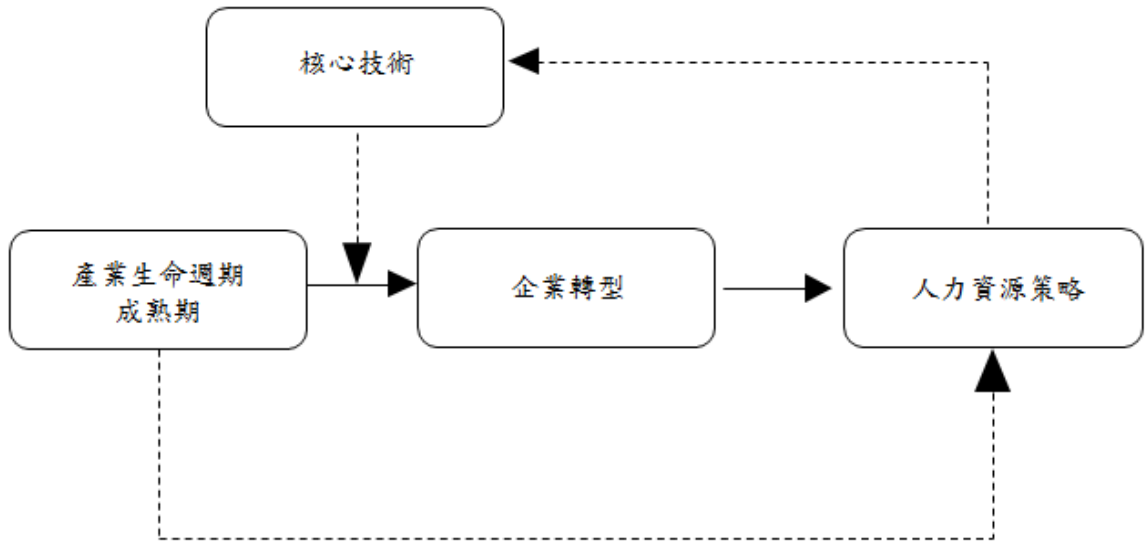 核心技術
產業生命週期
成熟期
企業轉型
人力資源策略